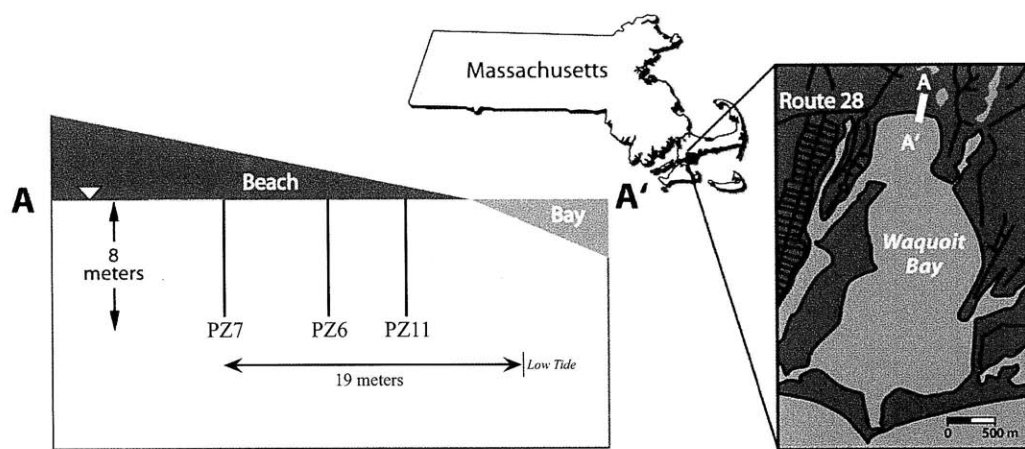 Massachusetts
Route 28
A
A'
Waquoit
Bay
0 500 m
A
Beach
A'
Bay
8
meters
PZ7 PZ6 PZ11
19 meters
Low Tide